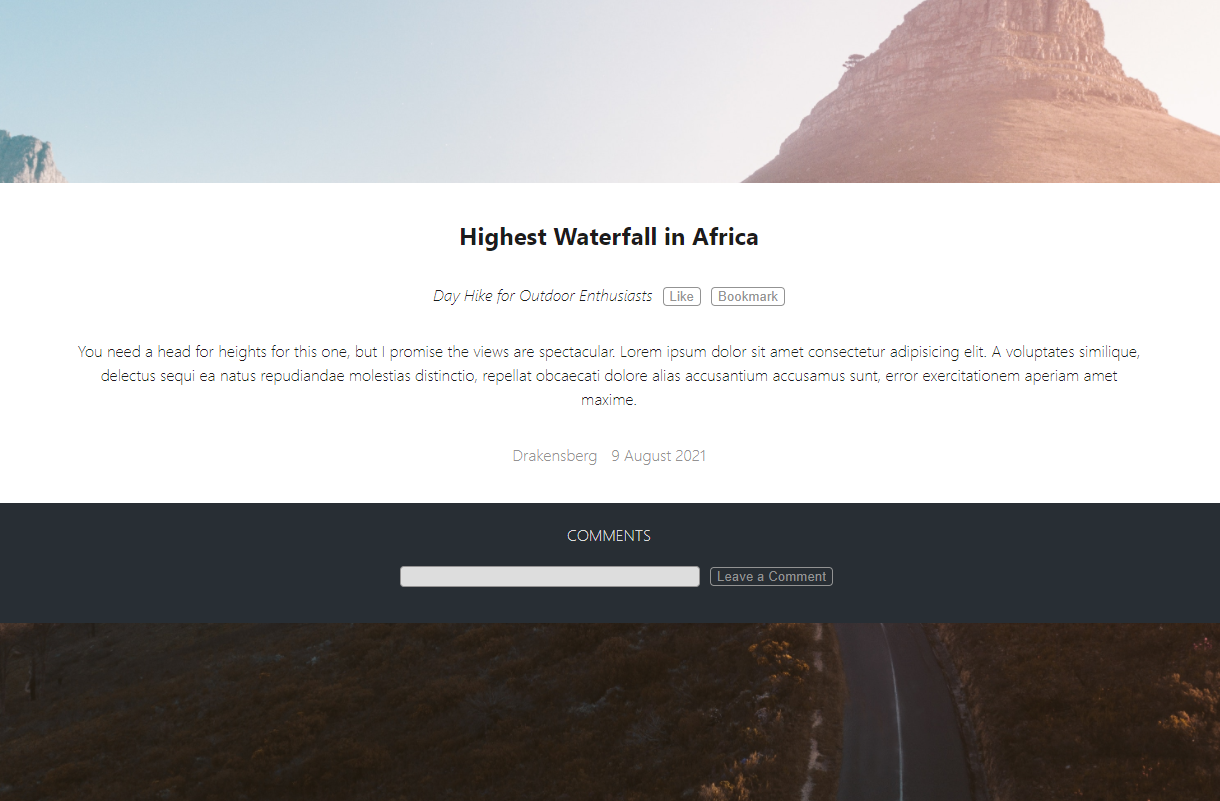 Highest Waterfall in Africa
Day Hike for Outdoor Enthusiasts Like Bookmark
You need a head for heights for this one, but I promise the views are spectacular. Lorem ipsum dolor sit amet consectetur adipisicing elit. A voluptates similique,
delectus sequi ea natus repudiandae molestias distinctio, repellat obcaecati dolore alias accusantium accusamus sunt, error exercitationem aperiam amet
maxime.
Drakensberg 9 August 2021
COMMENTS
Leave a Comment